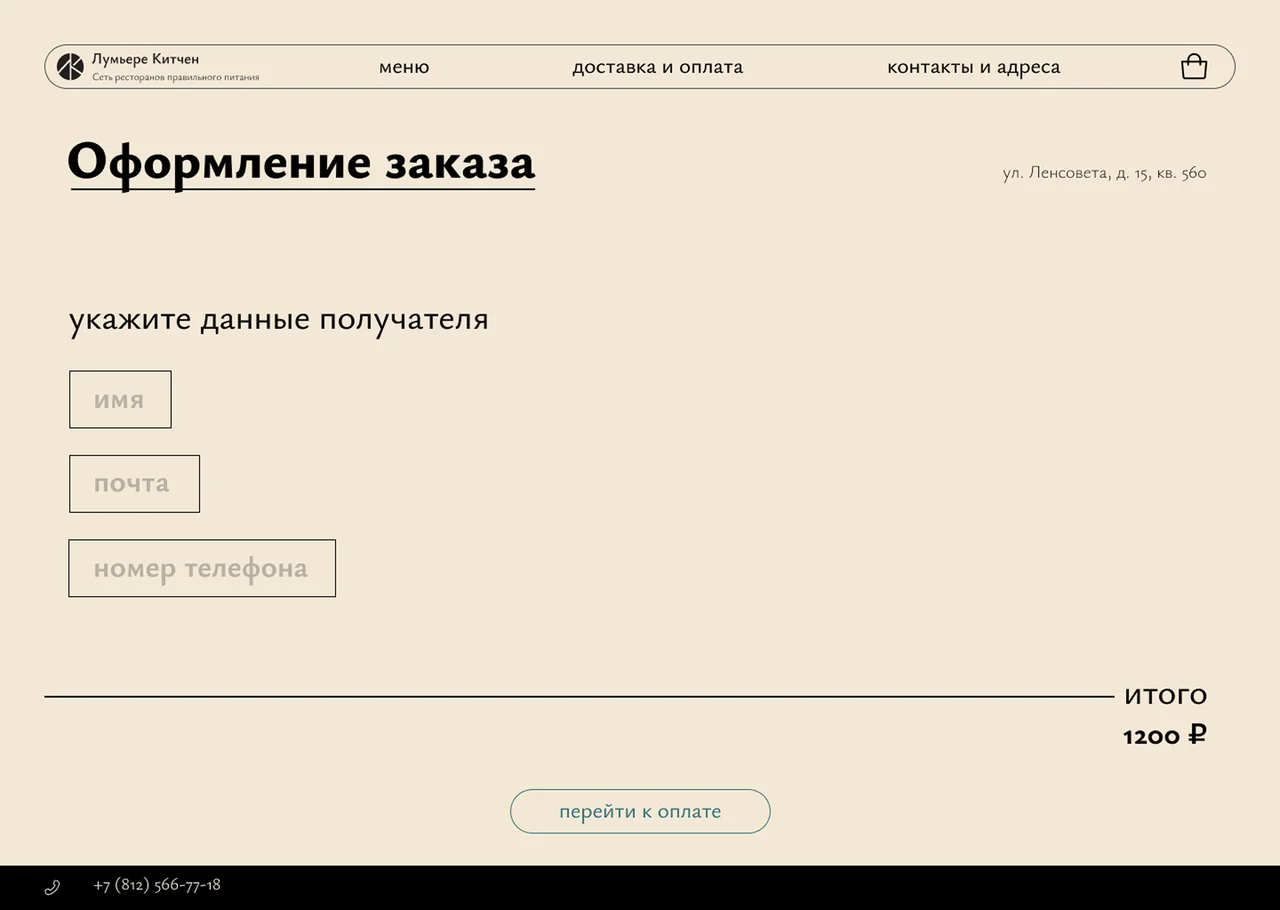 Лумьере Китчен
Сеть ресторанов правильного питания
меню
доставка и оплата
контакты и адреса
Оформление заказа
ул. Ленсовета, д. 15, кв. 560
укажите данные получателя
имя
почта
номер телефона
ИТОГО
1200 ₽
перейти к оплате
+7 (812) 566-77-18